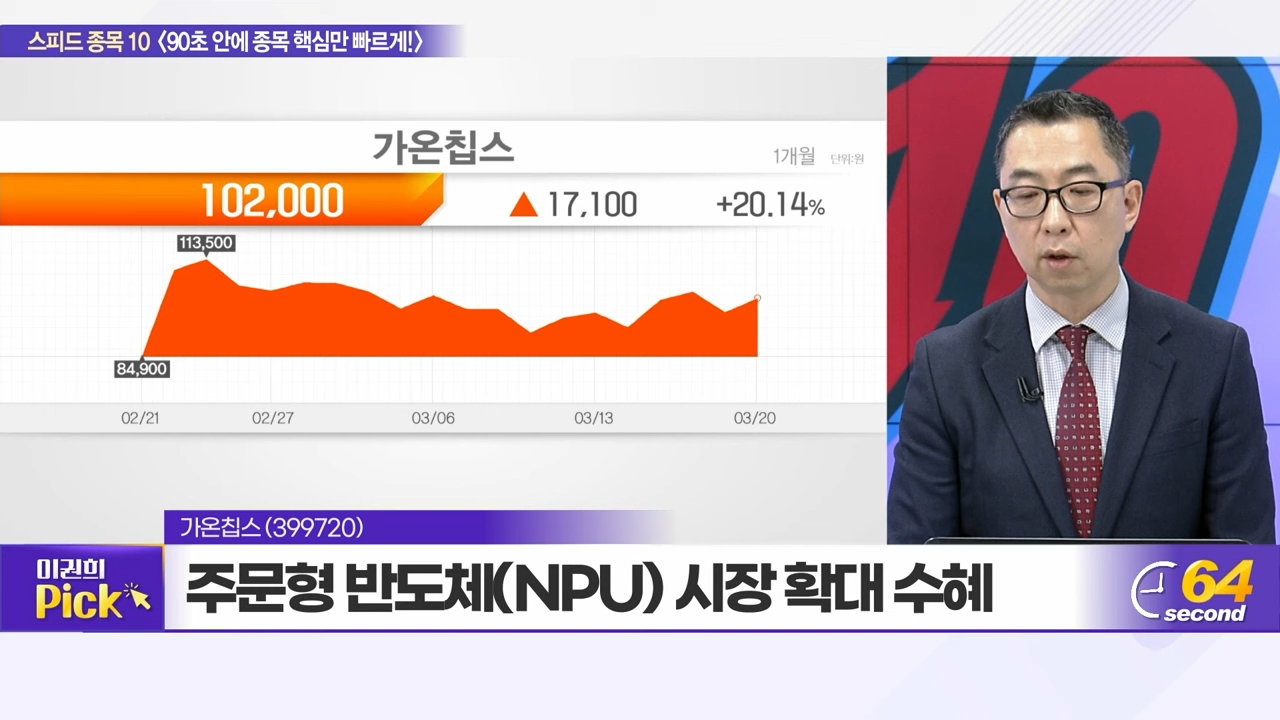 스피드 종목 10 〈90초 안에 종목 핵심만 빠르게!〉
가온칩스
1개월 단위:원
102,000 ▲ 17,100 +20.14%
113,500
84,900
02/21 02/27 03/06 03/13 03/20
가온칩스 (399720)
이권희
Pick
주문형 반도체(NPU) 시장 확대 수혜
64
second